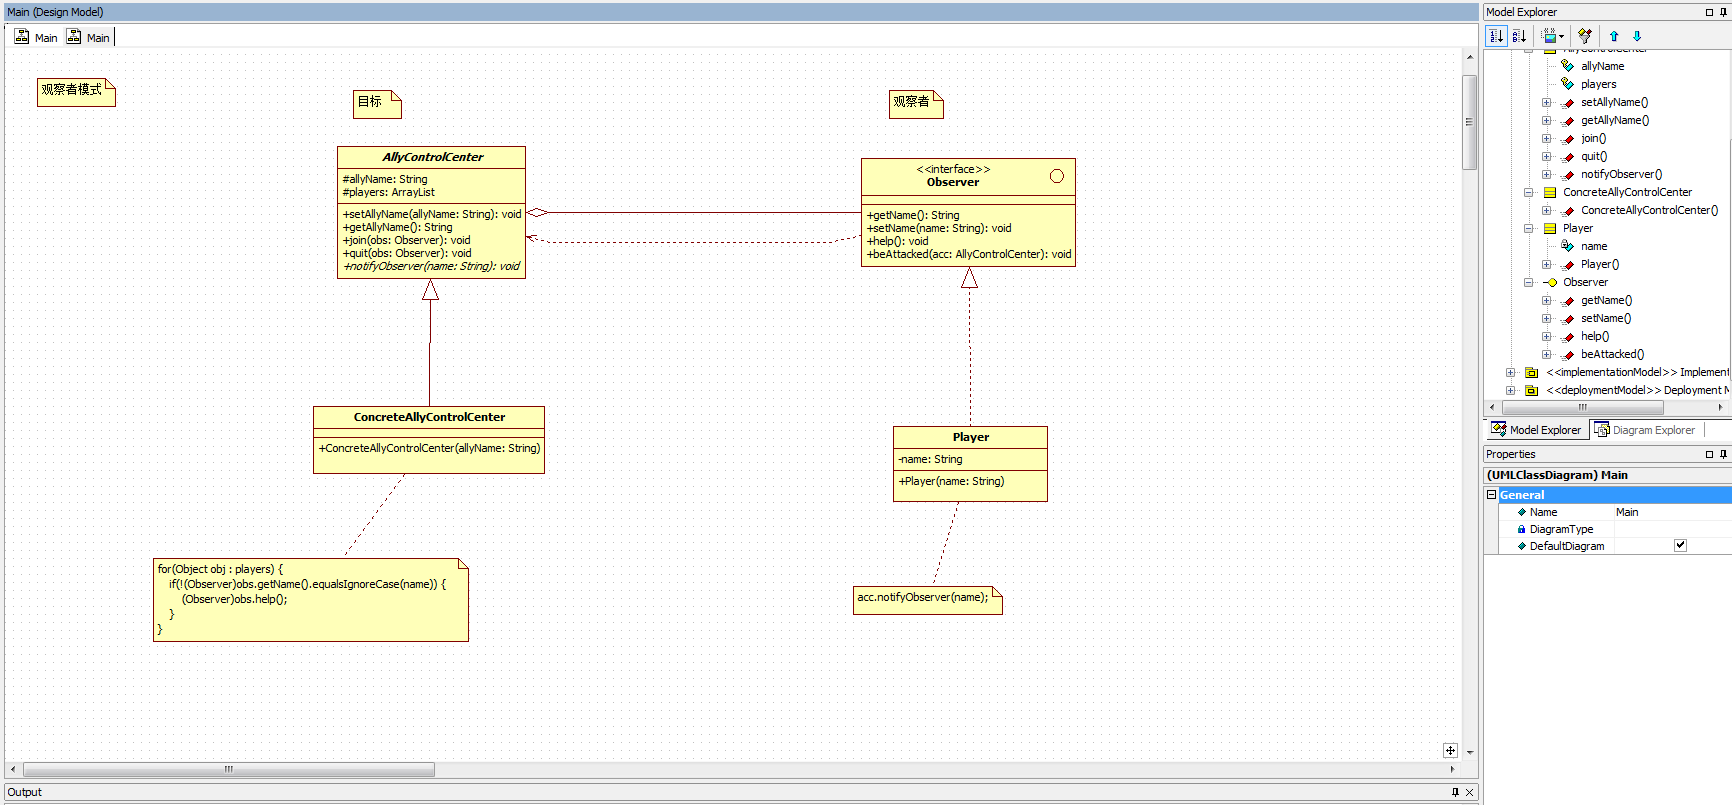 Main (Design Model)
Main
Main
观察者模式
目标
观察者
AllyControlCenter
#allyName: String
#players: ArrayList
+setAllyName(allyName: String): void
+getAllyName(): String
+join(obs: Observer): void
+quit(obs: Observer): void
+notifyObserver(name: String): void
<<interface>>
Observer
+getName(): String
+setName(name: String): void
+help(): void
+beAttacked(acc: AllyControlCenter): void
ConcreteAllyControlCenter
+ConcreteAllyControlCenter(allyName: String)
Player
-name: String
+Player(name: String)
for(Object obj : players) {
if(!(Observer)obs.getName().equalsIgnoreCase(name)) {
(Observer)obs.help();
}
}
acc.notifyObserver(name);
Output
Model Explorer
AllyControlCenter
allyName
players
setAllyName()
getAllyName()
join()
quit()
notifyObserver()
ConcreteAllyControlCenter
ConcreteAllyControlCenter()
Player
name
Player()
Observer
getName()
setName()
help()
beAttacked()
<<implementationModel>> Implement
<<deploymentModel>> Deployment M
Model Explorer
Diagram Explorer
Properties
(UMLClassDiagram) Main
General
Name Main
DiagramType
DefaultDiagram